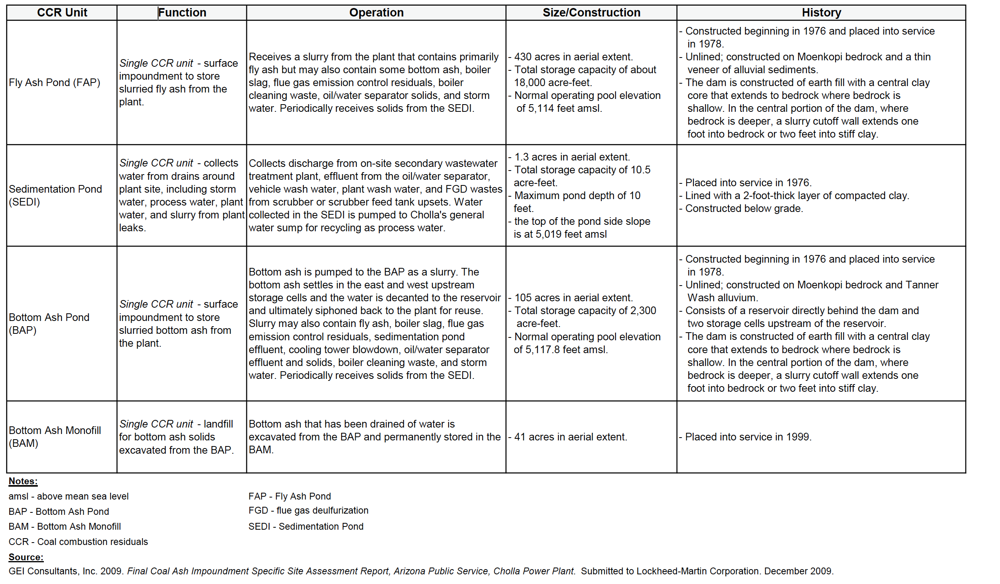 CCR Unit
Function
Operation
Size/Construction
History
Fly Ash Pond (FAP)
Single CCR unit - surface
impoundment to store
slurried fly ash from the
plant.
Receives a slurry from the plant that contains primarily
fly ash but may also contain some bottom ash, boiler
slag, flue gas emission control residuals, boiler
cleaning waste, oil/water separator solids, and storm
water. Periodically receives solids from the SEDI.
- 430 acres in aerial extent.
- Total storage capacity of about
18,000 acre-feet.
- Normal operating pool elevation
of 5,114 feet amsl.
- Constructed beginning in 1976 and placed into service
in 1978.
- Unlined; constructed on Moenkopi bedrock and a thin
veneer of alluvial sediments.
- The dam is constructed of earth fill with a central clay
core that extends to bedrock where bedrock is
shallow. In the central portion of the dam, where
bedrock is deeper, a slurry cutoff wall extends one
foot into bedrock or two feet into stiff clay.
Sedimentation Pond
(SEDI)
Single CCR unit - collects
water from drains around
plant site, including storm
water, process water, plant
water, and slurry from plant
leaks.
Collects discharge from on-site secondary wastewater
treatment plant, effluent from the oil/water separator,
vehicle wash water, plant wash water, and FGD wastes
from scrubber or scrubber feed tank upsets. Water
collected in the SEDI is pumped to Cholla's general
water sump for recycling as process water.
- 1.3 acres in aerial extent.
- Total storage capacity of 10.5
acre-feet.
- Maximum pond depth of 10
feet.
- the top of the pond side slope
is at 5,019 feet amsl
- Placed into service in 1976.
- Lined with a 2-foot-thick layer of compacted clay.
- Constructed below grade.
Bottom Ash Pond
(BAP)
Single CCR unit - surface
impoundment to store
slurried bottom ash from
the plant.
Bottom ash is pumped to the BAP as a slurry. The
bottom ash settles in the east and west upstream
storage cells and the water is decanted to the reservoir
and ultimately siphoned back to the plant for reuse.
Slurry may also contain fly ash, boiler slag, flue gas
emission control residuals, sedimentation pond
effluent, cooling tower blowdown, oil/water separator
effluent and solids, boiler cleaning waste, and storm
water. Periodically receives solids from the SEDI.
- 105 acres in aerial extent.
- Total storage capacity of 2,300
acre-feet.
- Normal operating pool elevation
of 5,117.8 feet amsl.
- Constructed beginning in 1976 and placed into service
in 1978.
- Unlined; constructed on Moenkopi bedrock and Tanner
Wash alluvium.
- Consists of a reservoir directly behind the dam and
two storage cells upstream of the reservoir.
- The dam is constructed of earth fill with a central clay
core that extends to bedrock where bedrock is
shallow. In the central portion of the dam, where
bedrock is deeper, a slurry cutoff wall extends one
foot into bedrock or two feet into stiff clay.
Bottom Ash Monofill
(BAM)
Single CCR unit - landfill
for bottom ash solids
excavated from the BAP.
Bottom ash that has been drained of water is
excavated from the BAP and permanently stored in the
BAM.
- 41 acres in aerial extent.
- Placed into service in 1999.
Notes:
amsl - above mean sea level
BAP - Bottom Ash Pond
BAM - Bottom Ash Monofill
CCR - Coal combustion residuals
FAP - Fly Ash Pond
FGD - flue gas deulfurization
SEDI - Sedimentation Pond
Source:
GEI Consultants, Inc. 2009. Final Coal Ash Impoundment Specific Site Assessment Report, Arizona Public Service, Cholla Power Plant. Submitted to Lockheed-Martin Corporation. December 2009.